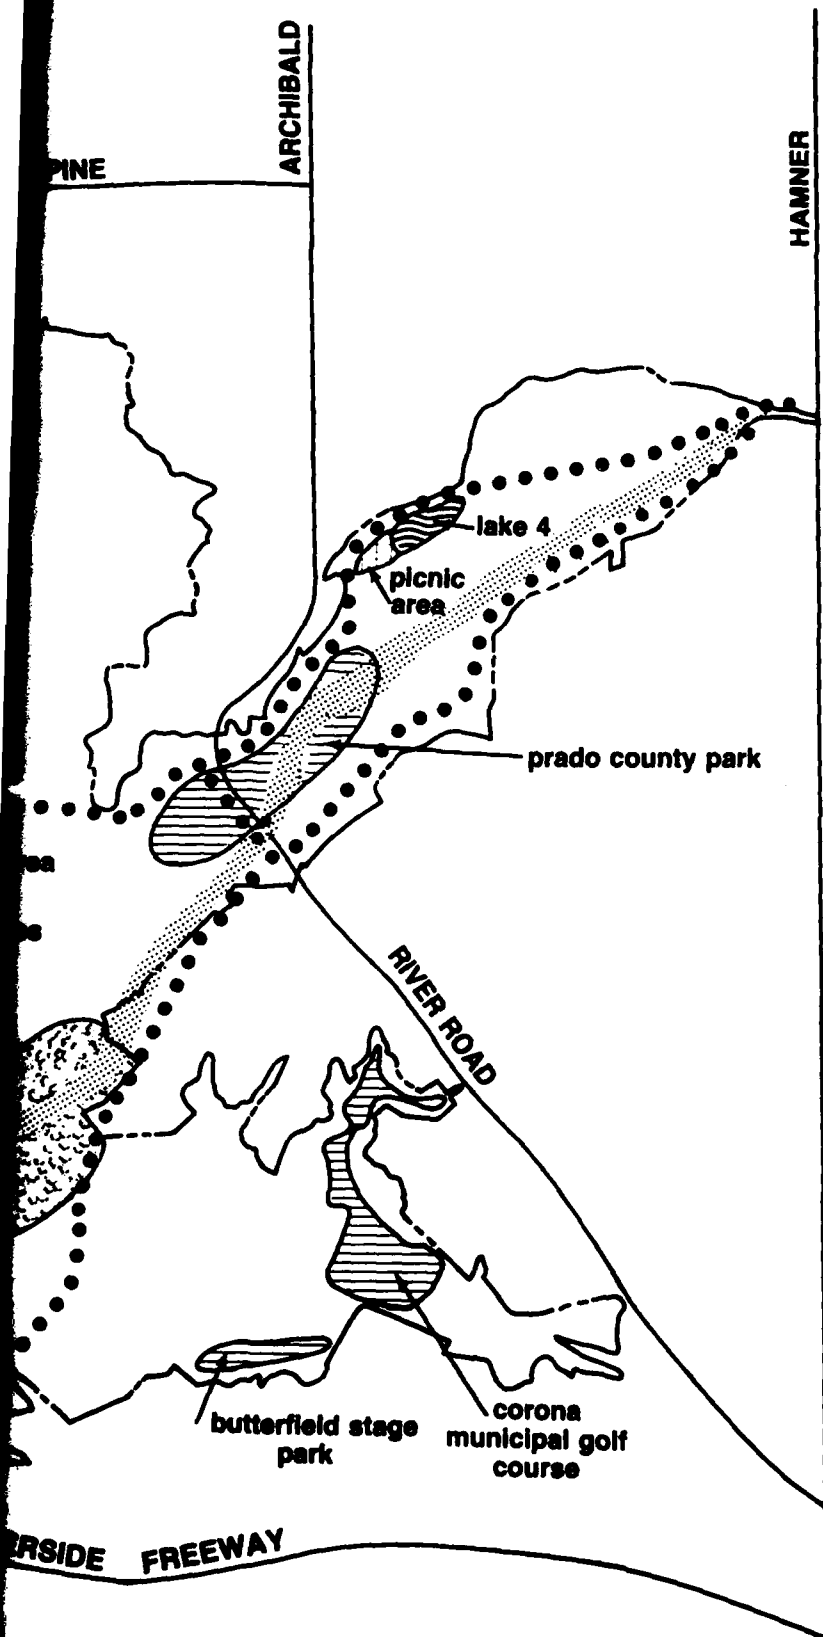 ARCHIBALD
PINE
HAMNER
lake 4
picnic
area
prado county park
RIVER ROAD
butterfield stage
park
corona
municipal golf
course
ERSIDE FREEWAY